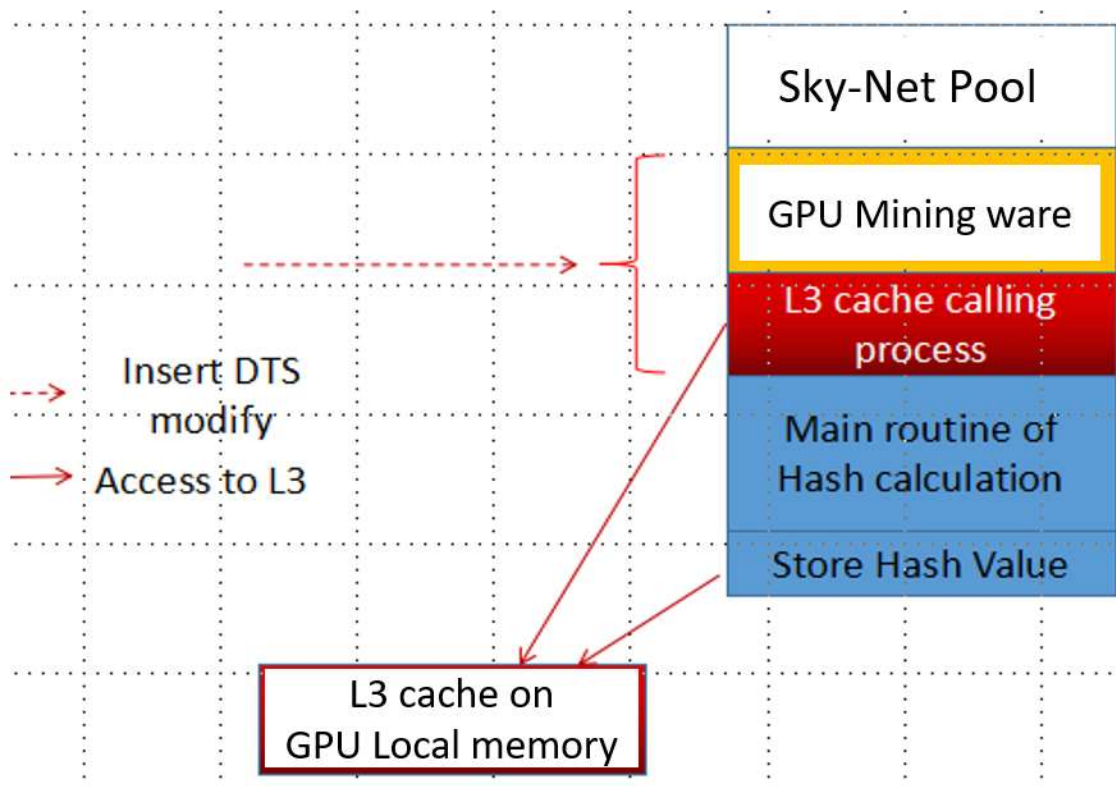 Sky-Net Pool
GPU Mining ware
L3 cache calling
process
Insert DTS
modify
Access to L3
Main routine of
Hash calculation
Store Hash Value
L3 cache on
GPU Local memory